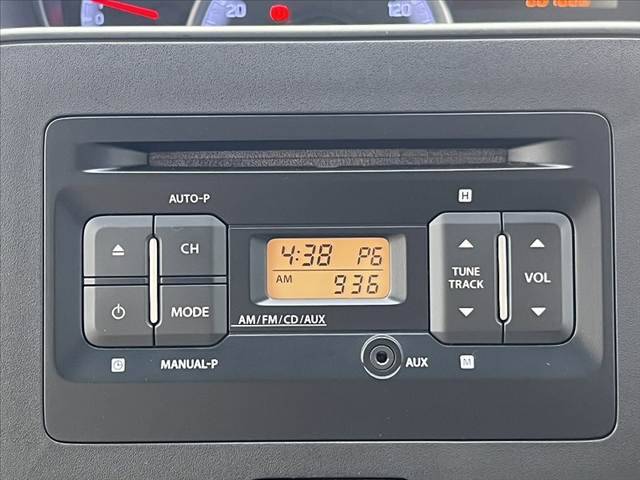 0
20
120
AUTO-P
H
CH
4:38 P6
AM 936
TUNE
TRACK
VOL
MODE
AM/FM/CD/AUX
MANUAL-P
AUX
M